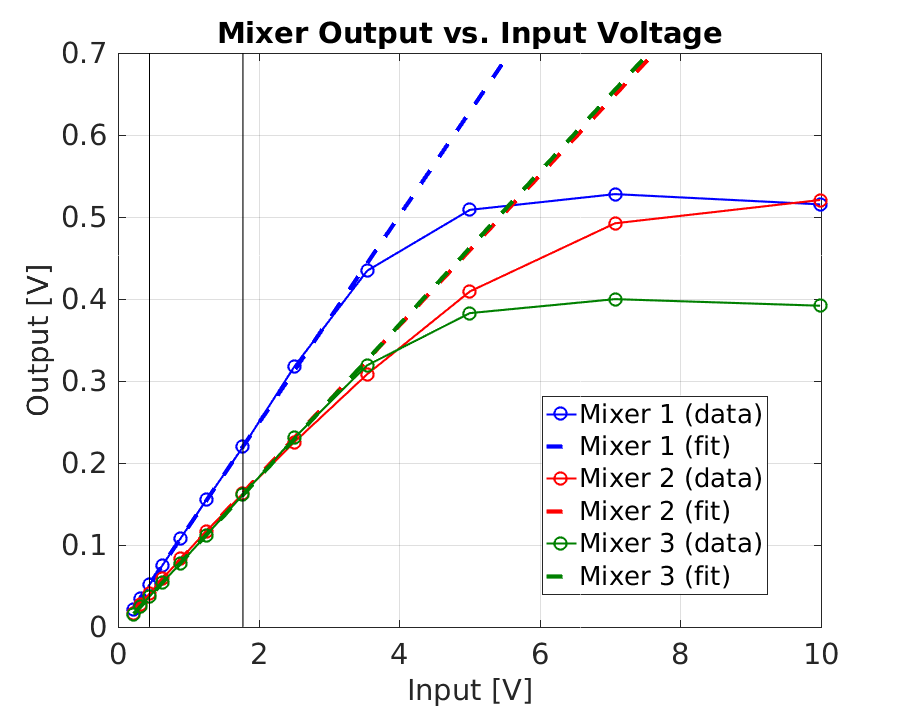 Mixer Output vs. Input Voltage
0.7
0.6
0.5
0.4
0.3
0.2
0.1
0
Output [V]
Mixer 1 (data)
Mixer 1 (fit)
Mixer 2 (data)
Mixer 2 (fit)
Mixer 3 (data)
Mixer 3 (fit)
0 2 4 6 8 10
Input [V]